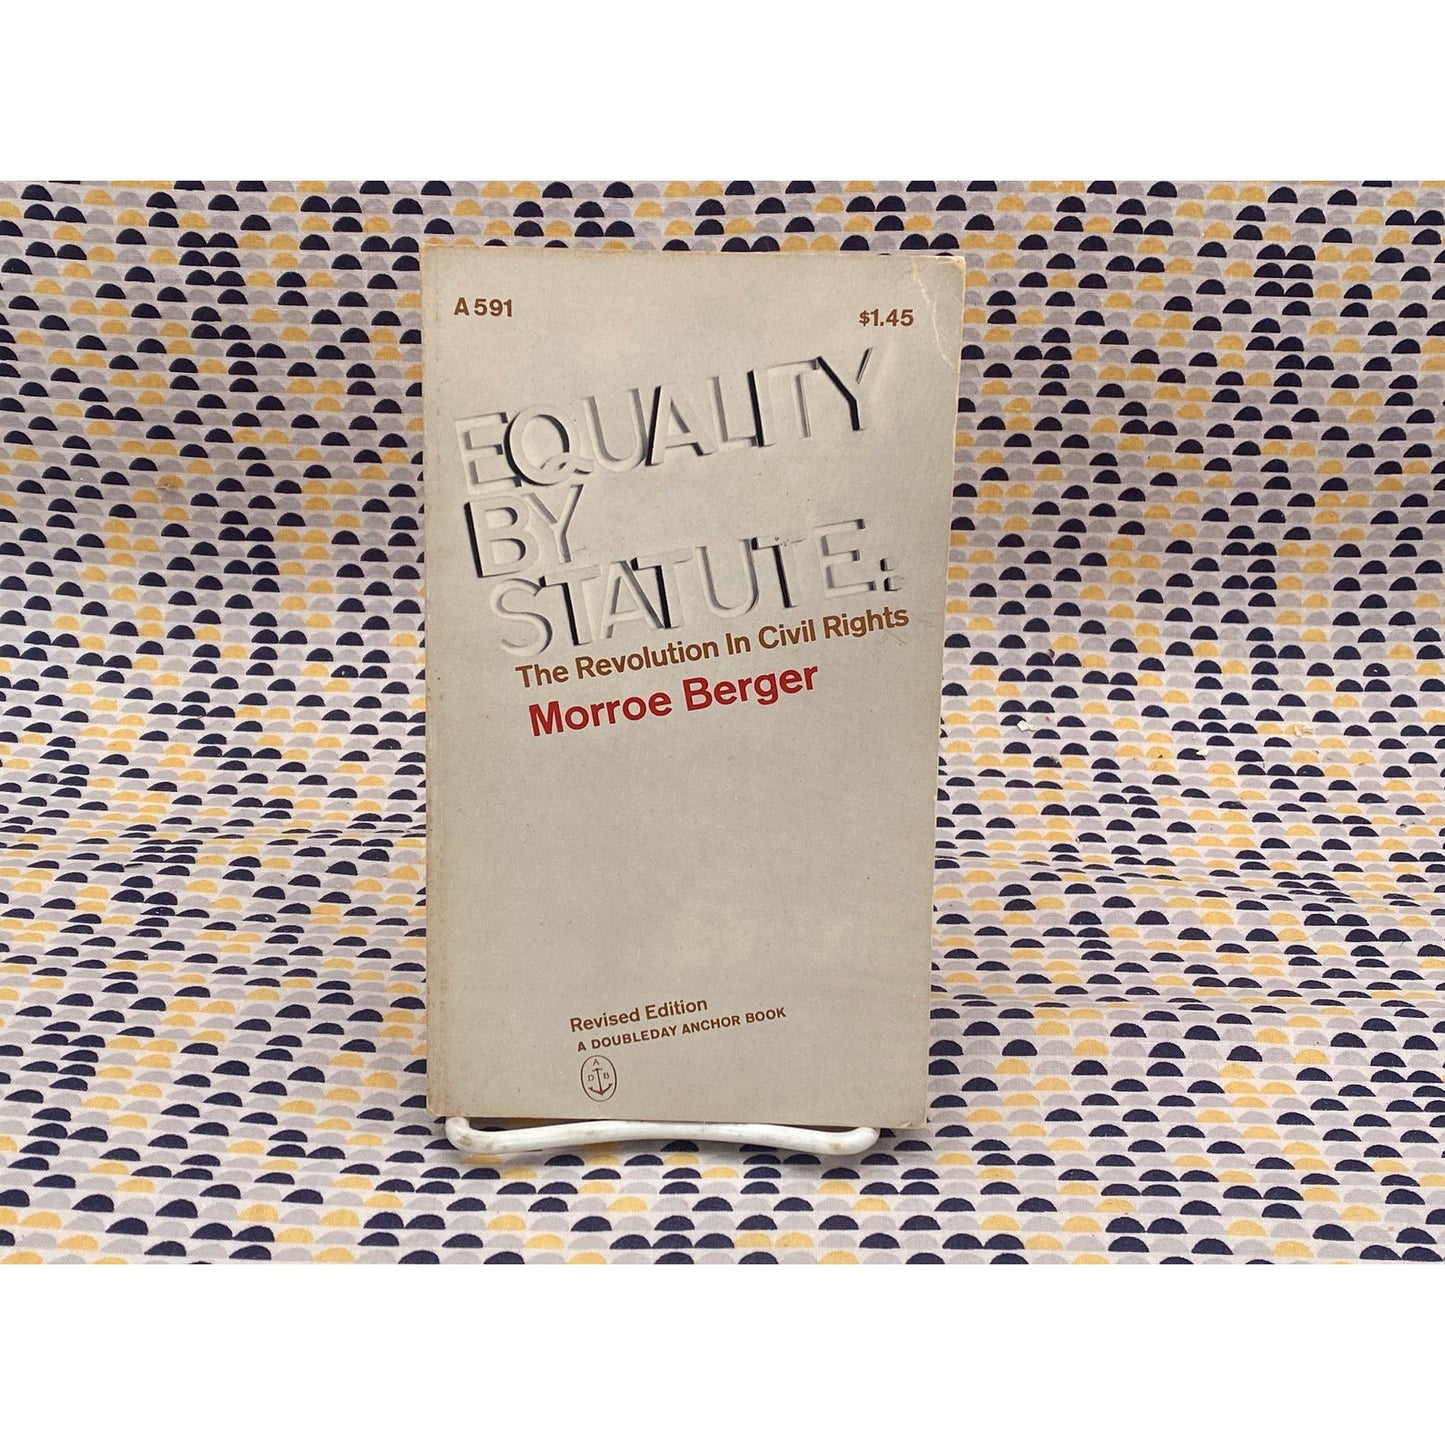 A 591
$1.45
EQUALITY
BY
STATUTE:
The Revolution In Civil Rights
Morroe Berger
Revised Edition
A DOUBLEDAY ANCHOR BOOK
A
D B